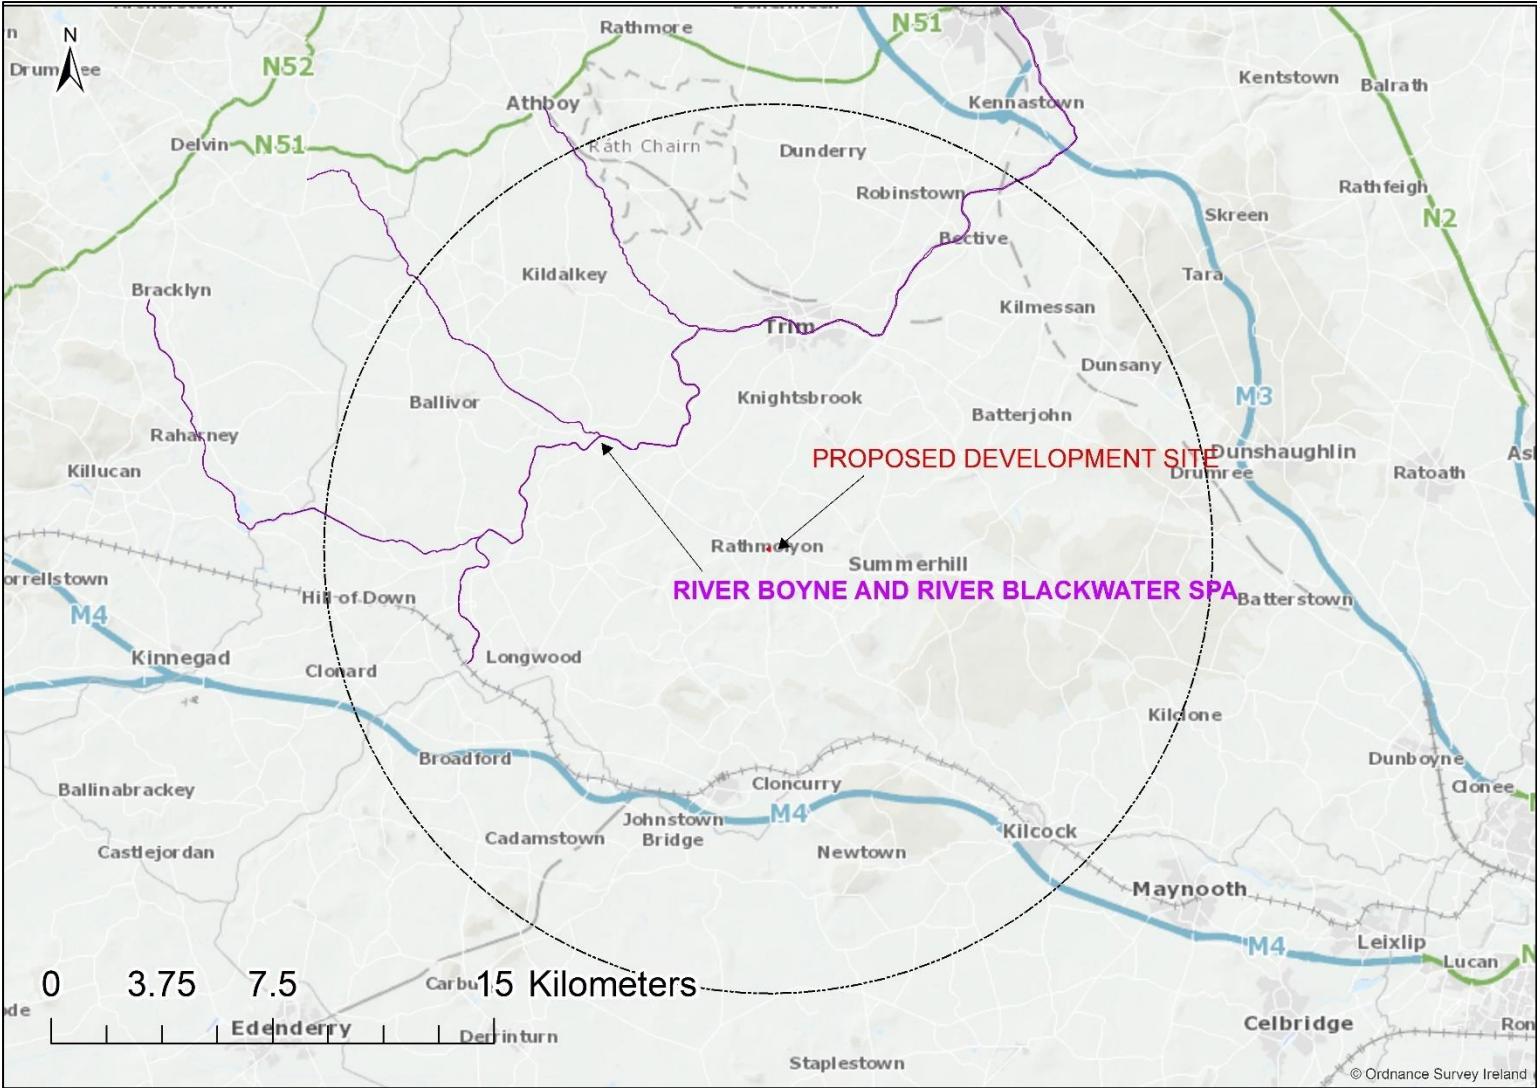 N51
Rathmore
N
N52
Kentstown
Balrath
Athboy
Kennastown
Delvin
N51
Ráth Chairn
Dunderry
Robinstown
Rathfeigh
Skreen
N2
Bective
Kildalkey
Tara
Bracklyn
Kilmessan
Trim
Dunsany
Ballivor
Knightsbrook
M3
Batterjohn
Raharney
PROPOSED DEVELOPMENT SITE
Dunshaughlin
Killucan
Drumree
Ratoath
Rathmolyon
Summerhill
orrellstown
RIVER BOYNE AND RIVER BLACKWATER SPA
Hill of Down
Batterstown
M4
Kinnegad
Clonard
Longwood
Kilclone
Broadford
Dunboyne
Ballinabrackey
Cloncurry
Clonee
M4
Johnstown
Bridge
Kilcock
Cadamstown
Castlejordan
Newtown
Maynooth
M4
Leixlip
Lucan
0 3.75 7.5 15 Kilometers
Carbu
Edenderry
Derrinturn
Celbridge
Ron
Staplestown
© Ordnance Survey Ireland